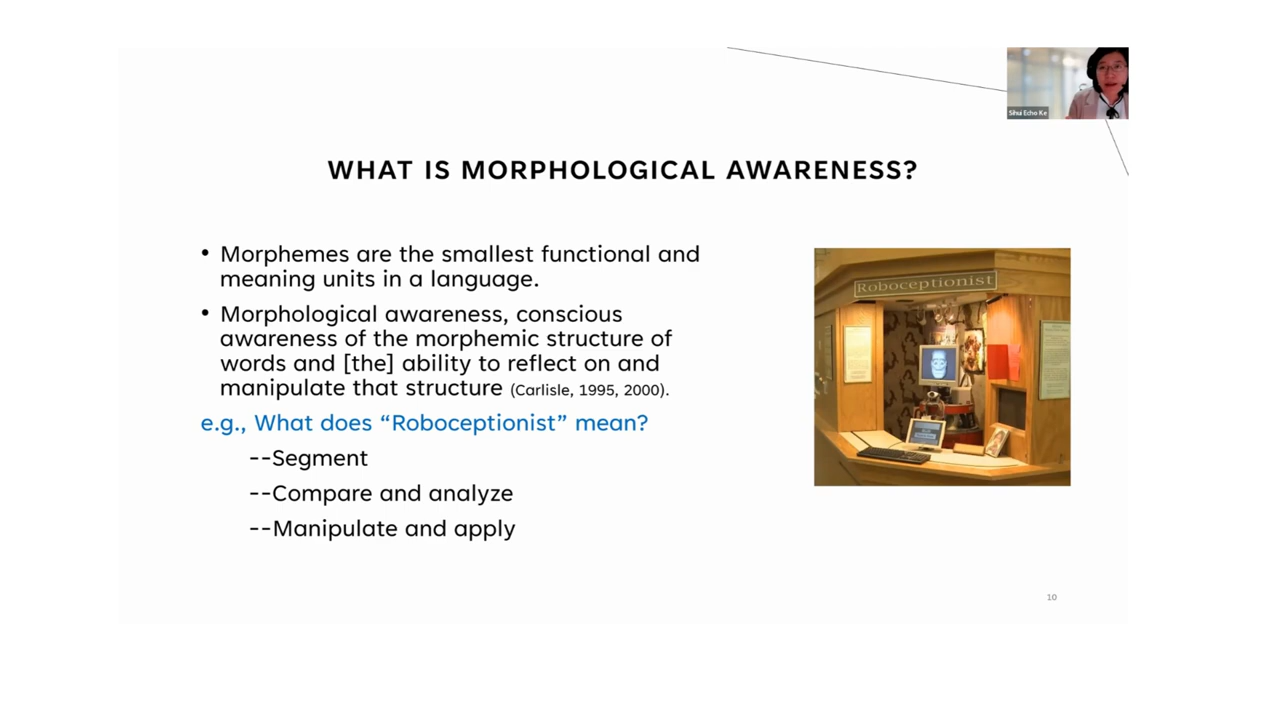 Sihui Echo Ke
WHAT IS MORPHOLOGICAL AWARENESS?
• Morphemes are the smallest functional and
meaning units in a language.
• Morphological awareness, conscious
awareness of the morphemic structure of
words and [the] ability to reflect on and
manipulate that structure (Carlisle, 1995, 2000).
e.g., What does “Roboceptionist” mean?
--Segment
--Compare and analyze
--Manipulate and apply
Roboceptionist
10